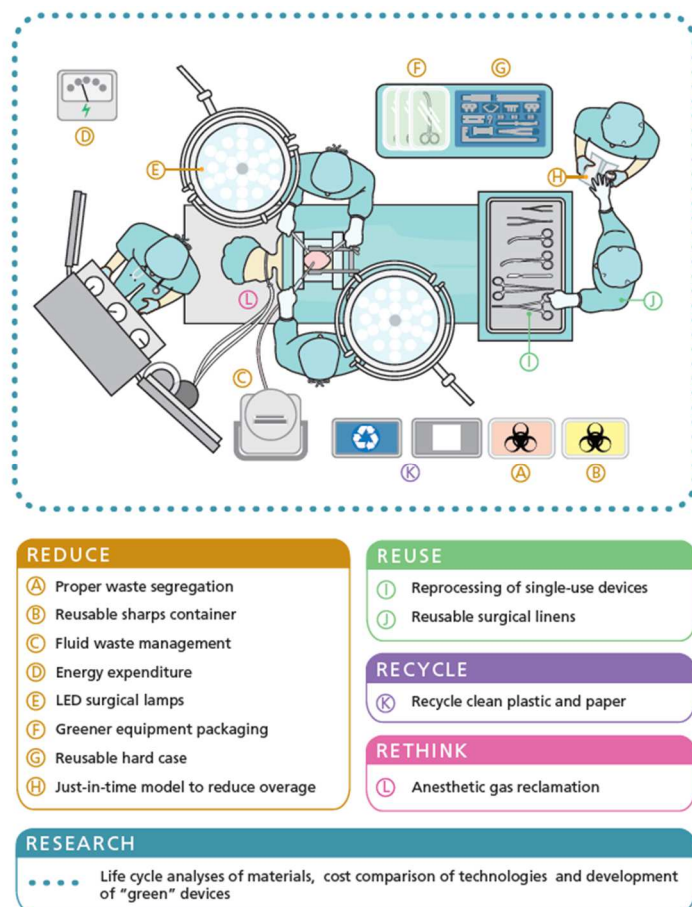 F
G
D
E
H
L
J
I
C
K
A
B
REDUCE
A Proper waste segregation
B Reusable sharps container
C Fluid waste management
D Energy expenditure
E LED surgical lamps
F Greener equipment packaging
G Reusable hard case
H Just-in-time model to reduce overage
REUSE
I Reprocessing of single-use devices
J Reusable surgical linens
RECYCLE
K Recycle clean plastic and paper
RETHINK
L Anesthetic gas reclamation
RESEARCH
Life cycle analyses of materials, cost comparison of technologies and development
of “green” devices